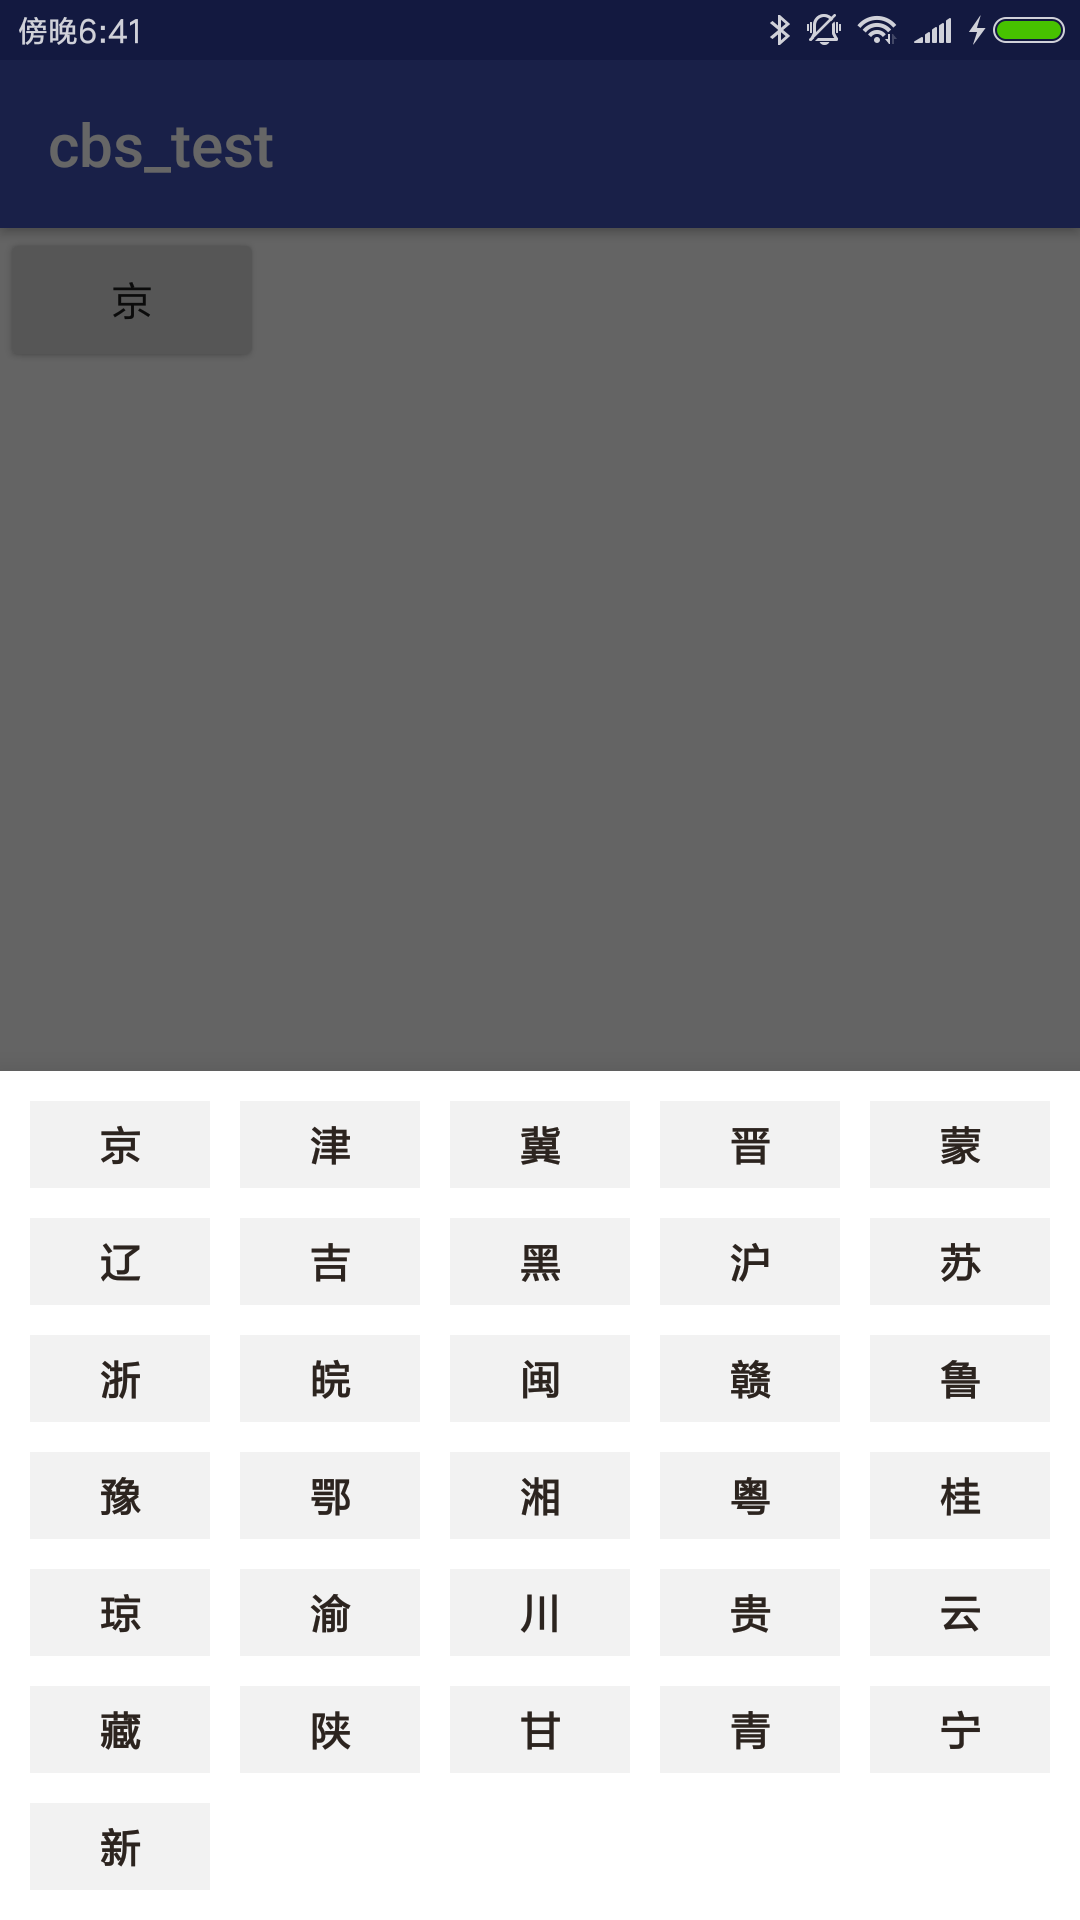 傍晚6:41
cbs_test
京
京 津 冀 晋 蒙
辽 吉 黑 沪 苏
浙 皖 闽 赣 鲁
豫 鄂 湘 粤 桂
琼 渝 川 贵 云
藏 陕 甘 青 宁
新